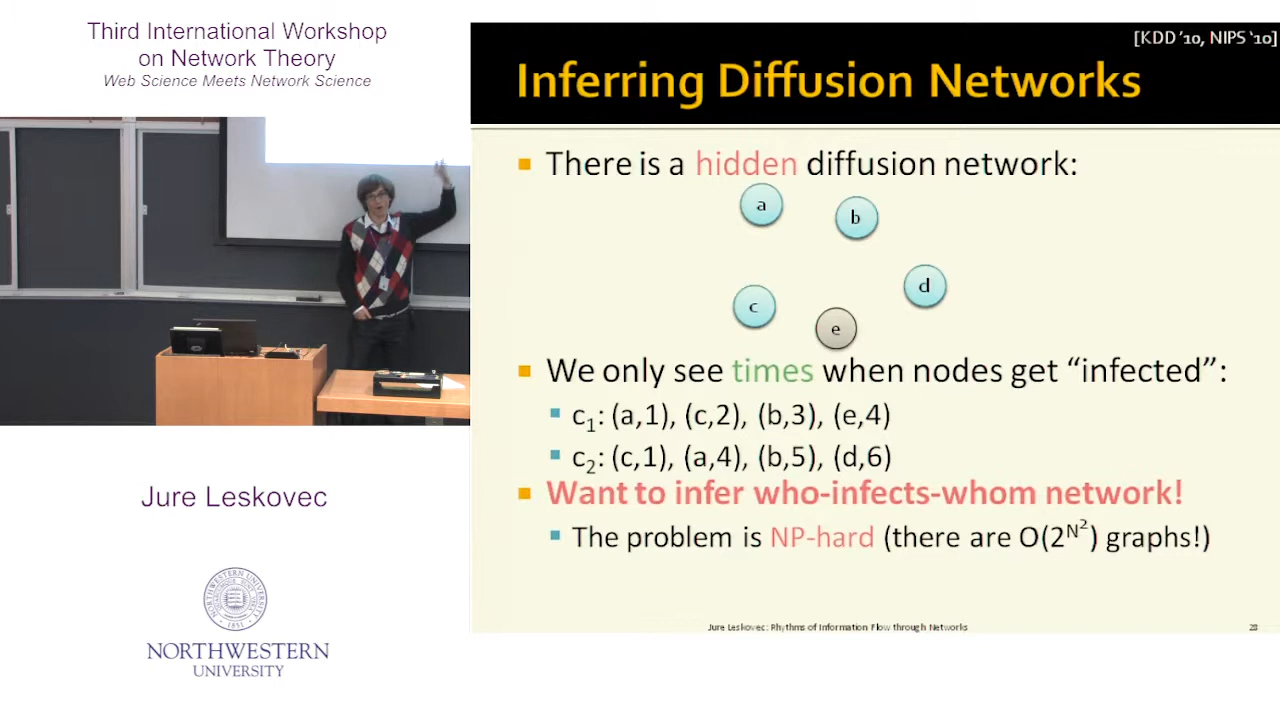 Third International Workshop
on Network Theory
Web Science Meets Network Science
Jure Leskovec
NORTHWESTERN
UNIVERSITY
[KDD '10, NIPS '10]
Inferring Diffusion Networks
There is a hidden diffusion network:
a
b
d
c
e
We only see times when nodes get “infected”:
c₁: (a,1), (c,2), (b,3), (e,4)
c₂: (c,1), (a,4), (b,5), (d,6)
Want to infer who-infects-whom network!
The problem is NP-hard (there are O(2^N²) graphs!)
Jure Leskovec: Rhythms of Information Flow through Networks
28